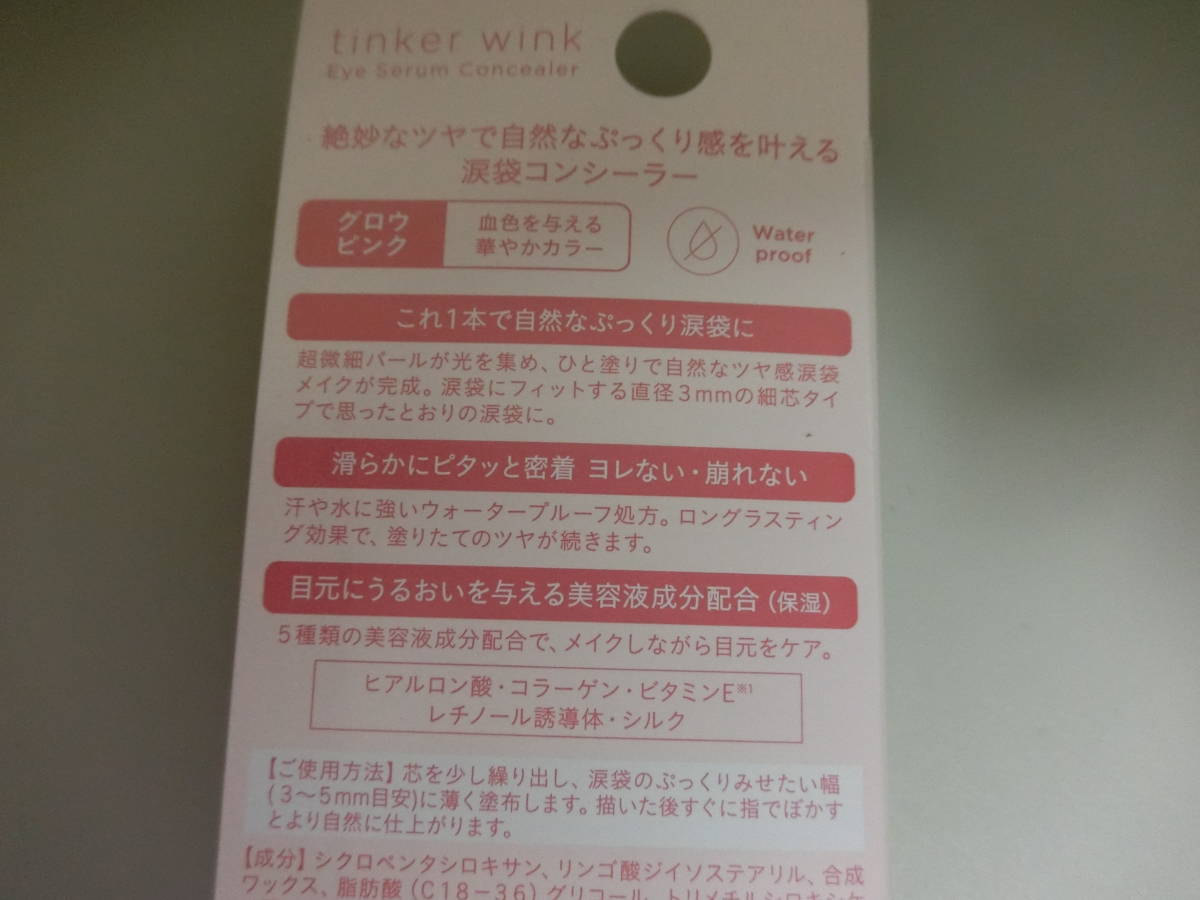 tinker wink
Eye Serum Concealer
絶妙なツヤで自然なぷっくり感を叶える
涙袋コンシーラー
グロウ
ピンク
血色を与える
華やかカラー
Water
proof
これ1本で自然なぷっくり涙袋に
超微細パールが光を集め、ひと塗りで自然なツヤ感涙袋
メイクが完成。涙袋にフィットする直径3mmの細芯タイ
プで思ったとおりの涙袋に。
滑らかにピタッと密着 ヨレない・崩れない
汗や水に強いウォータープルーフ処方。ロングラスティン
グ効果で、塗りたてのツヤが続きます。
目元にうるおいを与える美容液成分配合(保湿)
5種類の美容液成分配合で、メイクしながら目元をケア。
ヒアルロン酸・コラーゲン・ビタミンE※1
レチノール誘導体・シルク
【ご使用方法】芯を少し繰り出し、涙袋のぷっくりみせたい幅
(3～5mm目安)に薄く塗布します。描いた後すぐに指でぼかす
とより自然に仕上がります。
【成分】シクロペンタシロキサン、リンゴ酸ジイソステアリル、合成
ワックス、脂肪酸(C18-36)グリコール、トリメチルシロキシケ